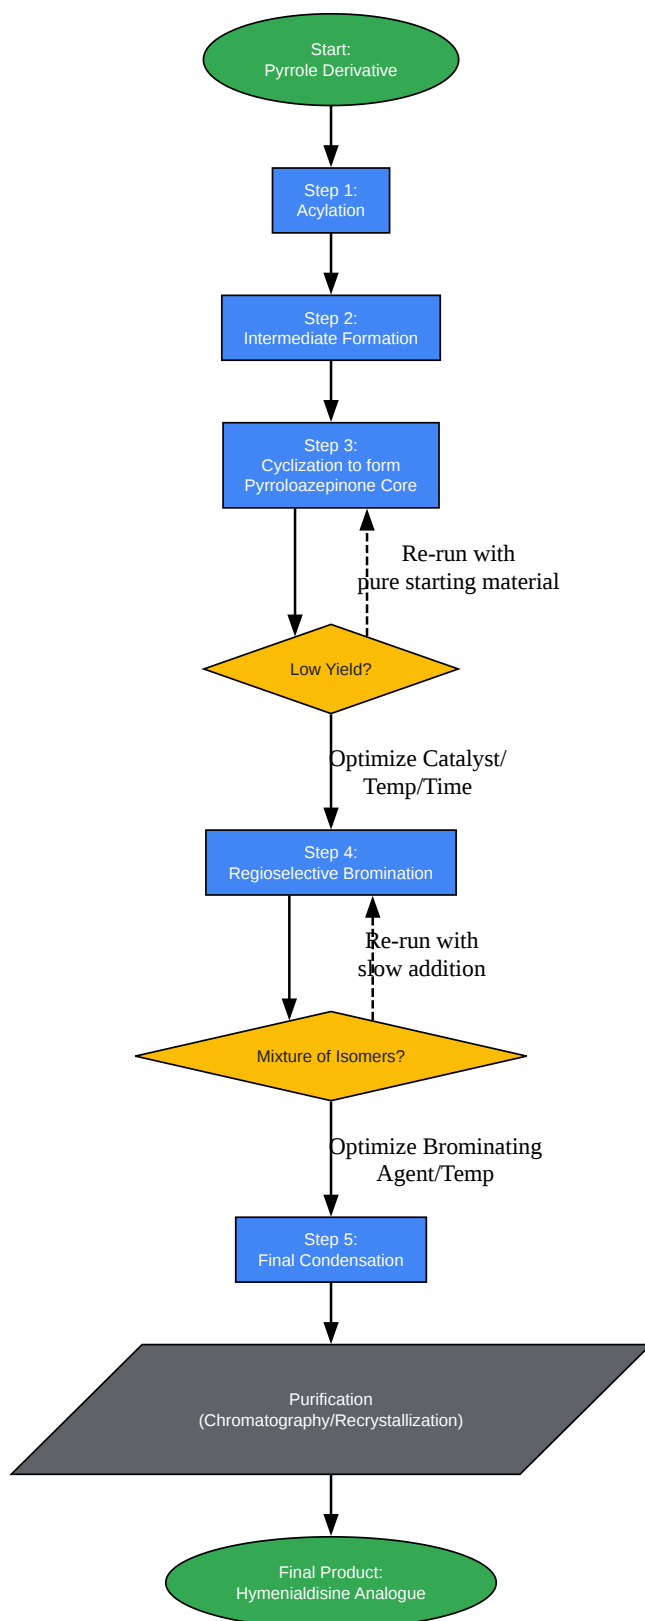 Start:
Pyrrole Derivative
Step 1:
Acylation
Step 2:
Intermediate Formation
Step 3:
Cyclization to form
Pyrroloazepinone Core
Re-run with
pure starting material
Low Yield?
Optimize Catalyst/
Temp/Time
Step 4:
Regioselective Bromination
Re-run with
slow addition
Mixture of Isomers?
Optimize Brominating
Agent/Temp
Step 5:
Final Condensation
Purification
(Chromatography/Recrystallization)
Final Product:
Hymenialdisine Analogue